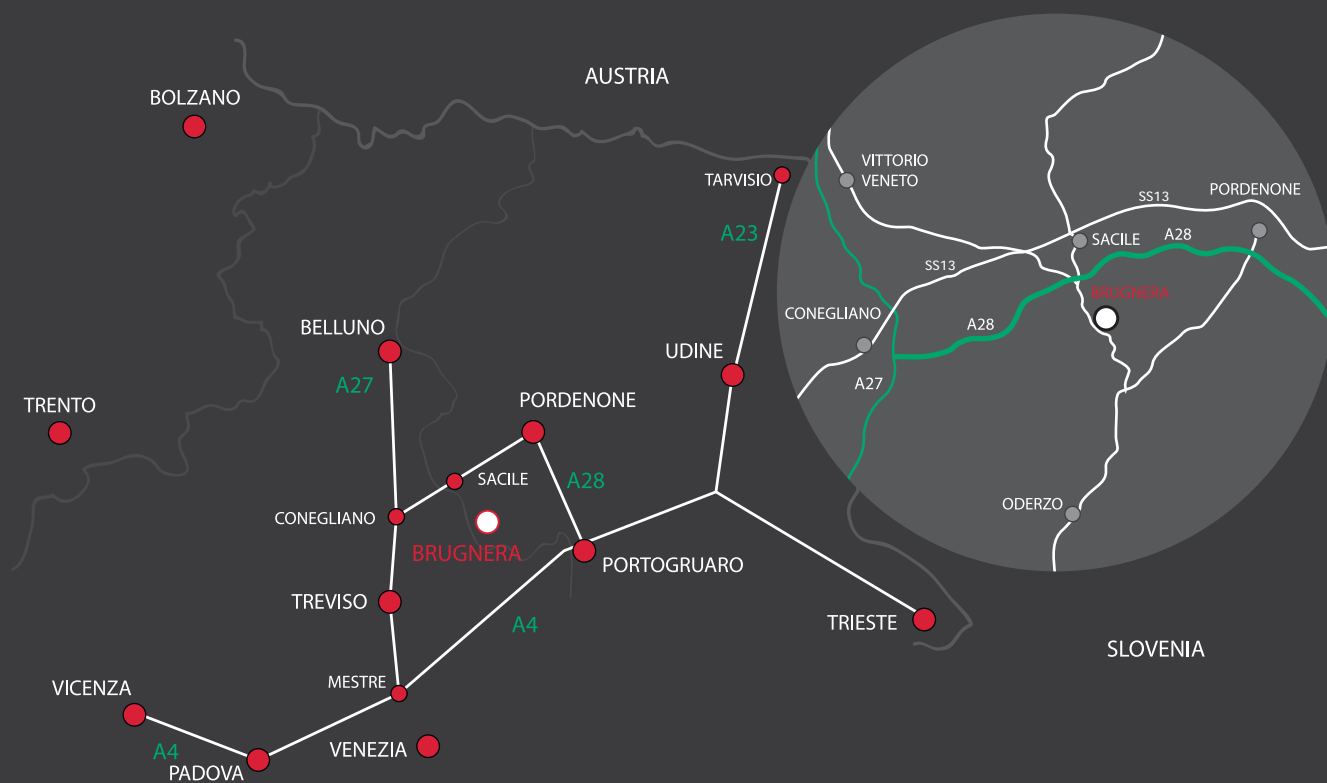 AUSTRIA
BOLZANO
TARVISIO
A23
BELLUNO
A27
UDINE
TRENTO
PORDENONE
SACILE
A28
CONEGLIANO
BRUGNERA
PORTOGRUARO
TREVISO
A4
TRIESTE
SLOVENIA
MESTRE
VICENZA
VENEZIA
A4
PADOVA
VITTORIO
VENETO
SS13
PORDENONE
SACILE
A28
SS13
BRUGNERA
CONEGLIANO
A28
A27
ODERZO